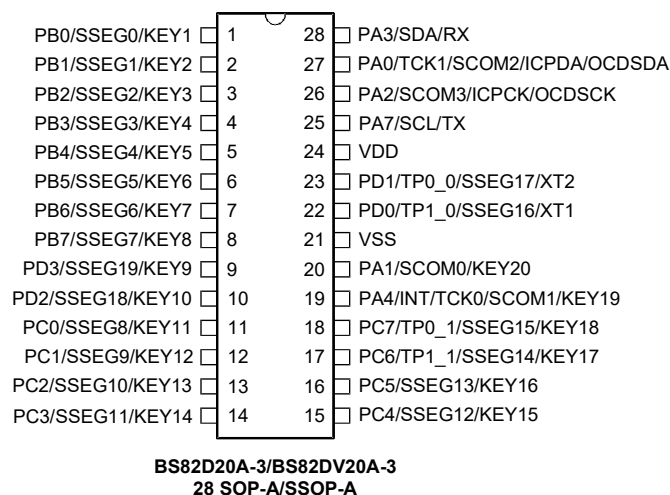 PB0/SSEG0/KEY1 1 28 PA3/SDA/RX
PB1/SSEG1/KEY2 2 27 PA0/TCK1/SCOM2/ICPDA/OCDSDA
PB2/SSEG2/KEY3 3 26 PA2/SCOM3/ICPCK/OCDSCK
PB3/SSEG3/KEY4 4 25 PA7/SCL/TX
PB4/SSEG4/KEY5 5 24 VDD
PB5/SSEG5/KEY6 6 23 PD1/TP0_0/SSEG17/XT2
PB6/SSEG6/KEY7 7 22 PD0/TP1_0/SSEG16/XT1
PB7/SSEG7/KEY8 8 21 VSS
PD3/SSEG19/KEY9 9 20 PA1/SCOM0/KEY20
PD2/SSEG18/KEY10 10 19 PA4/INT/TCK0/SCOM1/KEY19
PC0/SSEG8/KEY11 11 18 PC7/TP0_1/SSEG15/KEY18
PC1/SSEG9/KEY12 12 17 PC6/TP1_1/SSEG14/KEY17
PC2/SSEG10/KEY13 13 16 PC5/SSEG13/KEY16
PC3/SSEG11/KEY14 14 15 PC4/SSEG12/KEY15
BS82D20A-3/BS82DV20A-3
28 SOP-A/SSOP-A